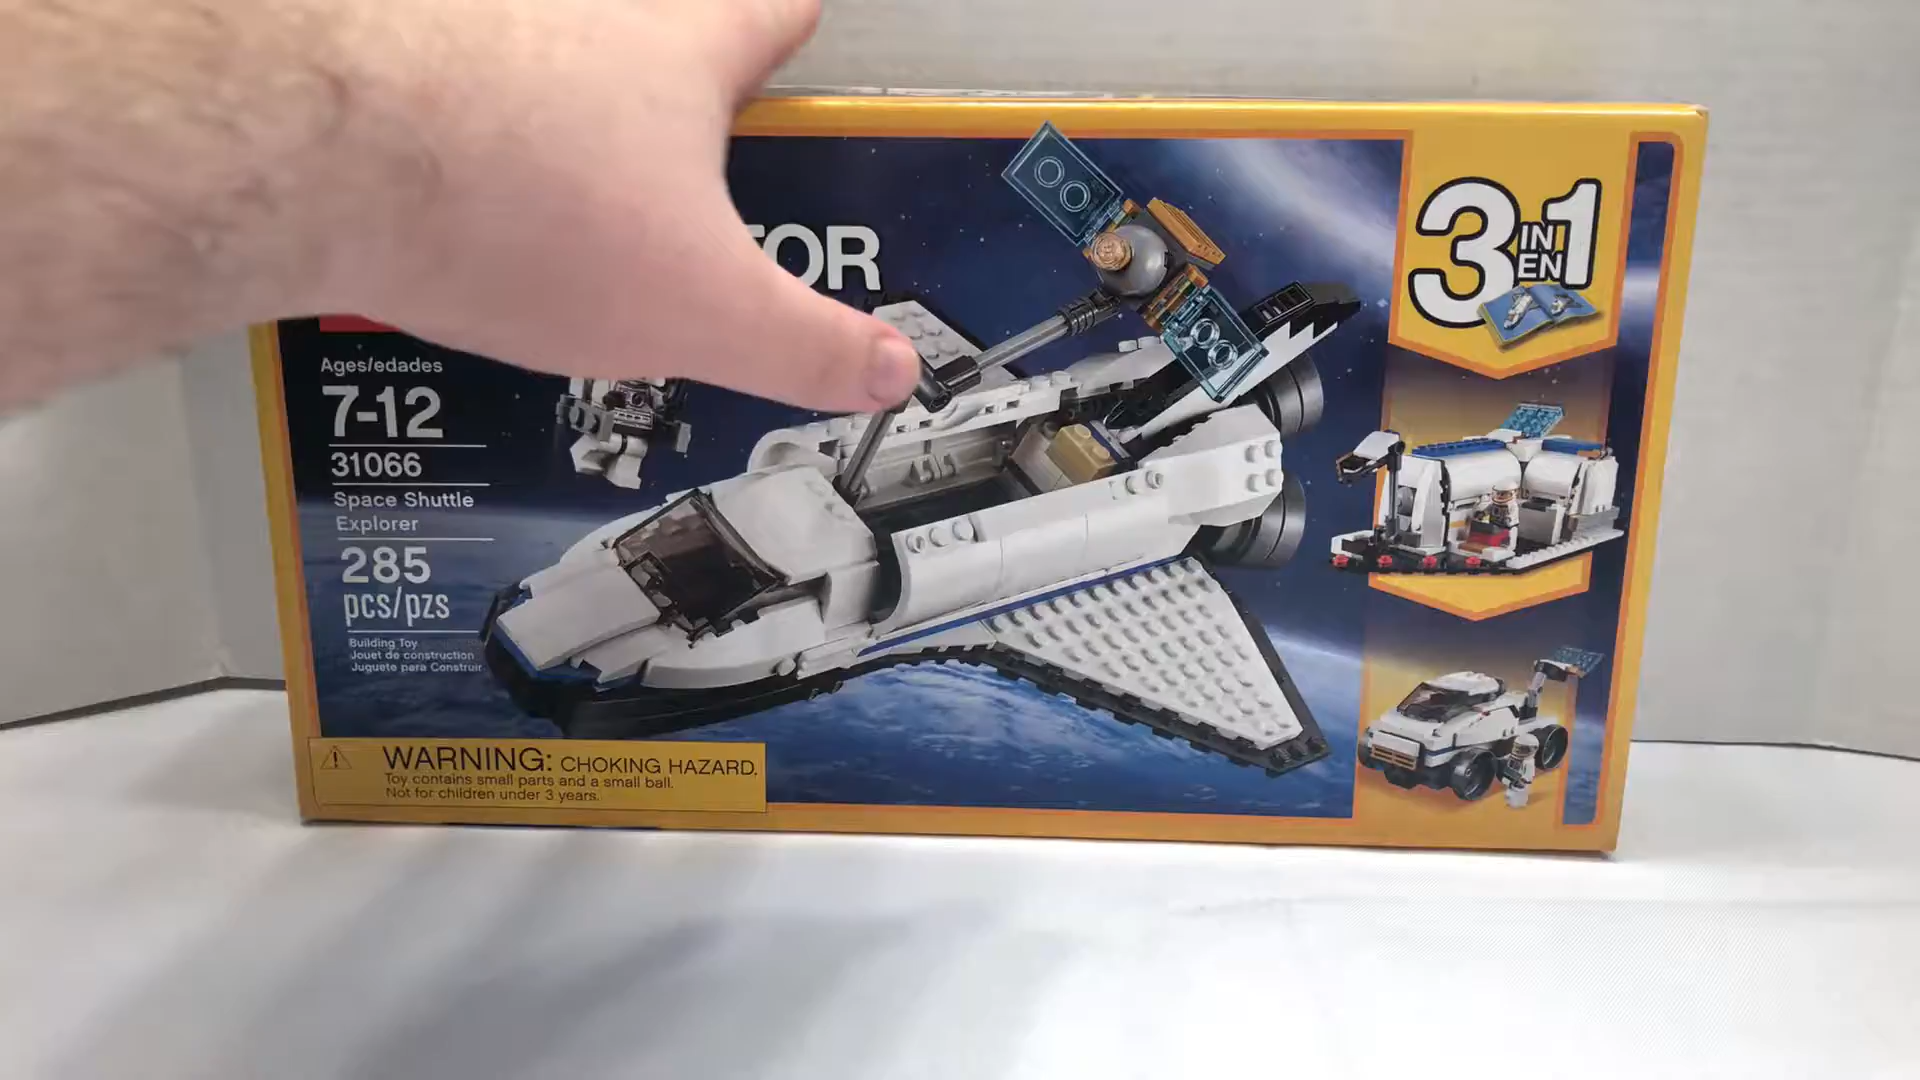 TOR
3 IN EN 1
Ages/edades
7-12
31066
Space Shuttle
Explorer
285
pcs/pzs
Building Toy
Jouet de construction
Juguete para Construir
WARNING: CHOKING HAZARD.
Toy contains small parts and a small ball.
Not for children under 3 years.